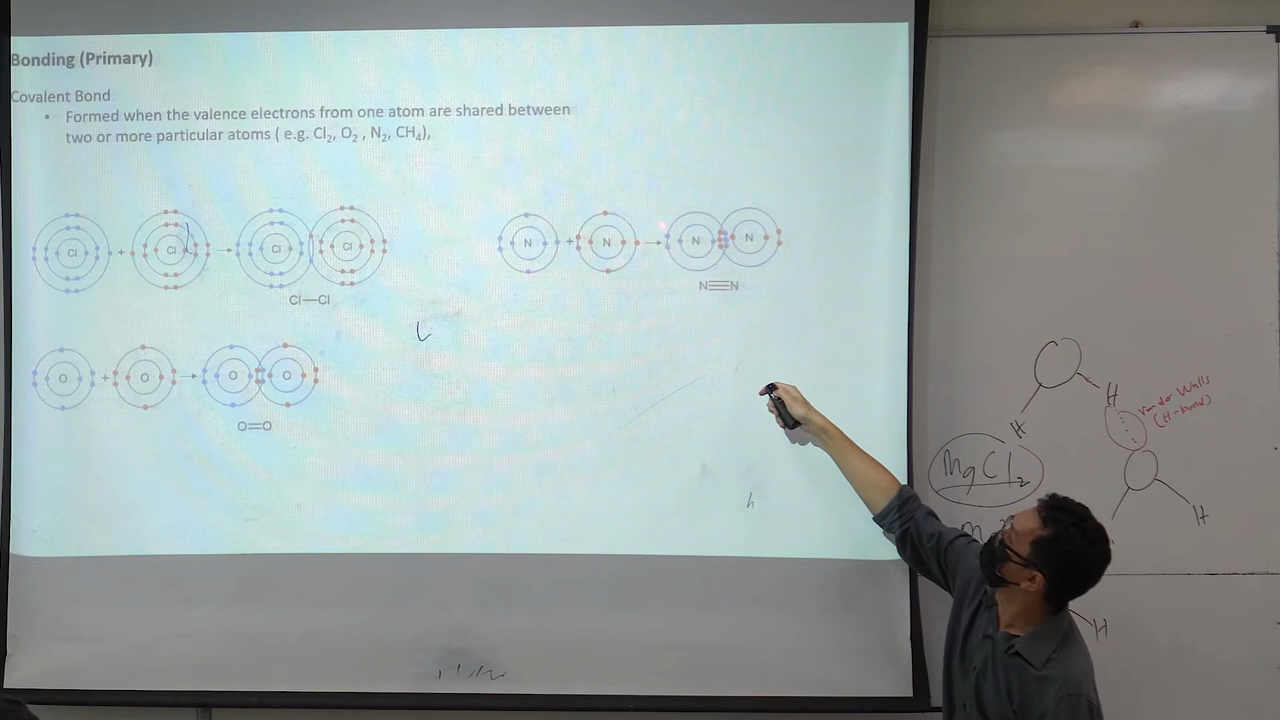 Bonding (Primary)
Covalent Bond
• Formed when the valence electrons from one atom are shared between
two or more particular atoms ( e.g. Cl₂, O₂ , N₂, CH₄),
Cl + Cl → Cl Cl
Cl—Cl
N + N → N N
N≡N
O + O → O O
O=O
h
H
H
Van der Walls
(H-bond)
MgCl₂
H
H